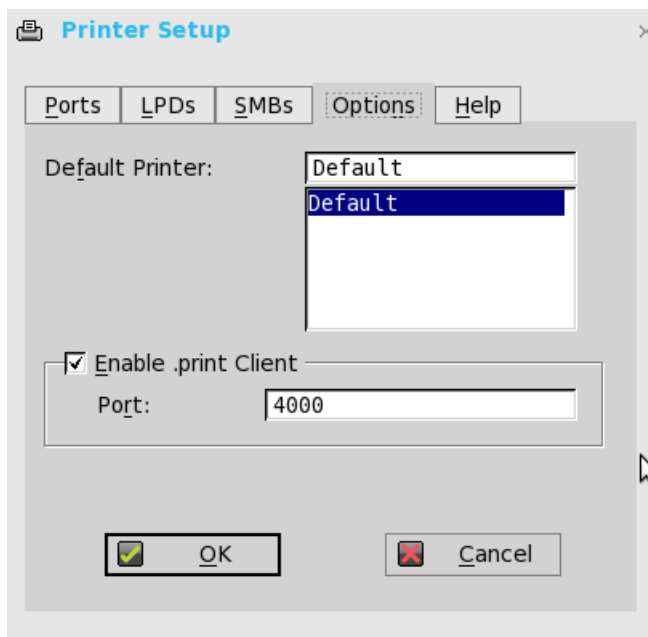 Printer Setup
Ports LPDs SMBs Options Help
Default Printer: Default
Default
Enable .print Client
Port: 4000
OK Cancel